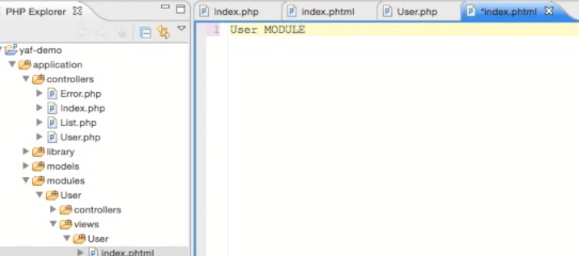 PHP Explorer
Index.php
index.phtml
User.php
*index.phtml
yaf-demo
application
controllers
Error.php
Index.php
List.php
User.php
library
models
modules
User
controllers
views
User
index.phtml
1 User MODULE